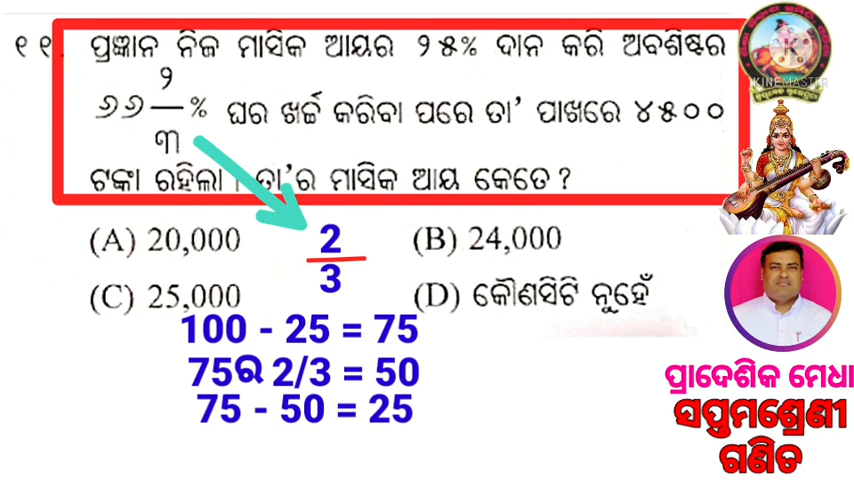 ୧୧. ପ୍ରଜ୍ଞାନ ନିଜ ମାସିକ ଆୟର ୨୫% ଦାନ କରି ଅବଶିଷ୍ଟର
୬୬ ୨/୩ % ଘର ଖର୍ଚ୍ଚ କରିବା ପରେ ତା' ପାଖରେ ୪୫୦୦
ଟଙ୍କା ରହିଲା । ତା'ର ମାସିକ ଆୟ କେତେ ?
(A) 20,000 (B) 24,000
2/3
(C) 25,000 (D) କୌଣସିଟି ନୁହେଁ
100 - 25 = 75
75ର 2/3 = 50
75 - 50 = 25
K
KINEMASTER
ପ୍ରାଦେଶିକ ମେଧା
ସପ୍ତମଶ୍ରେଣୀ
ଗଣିତ